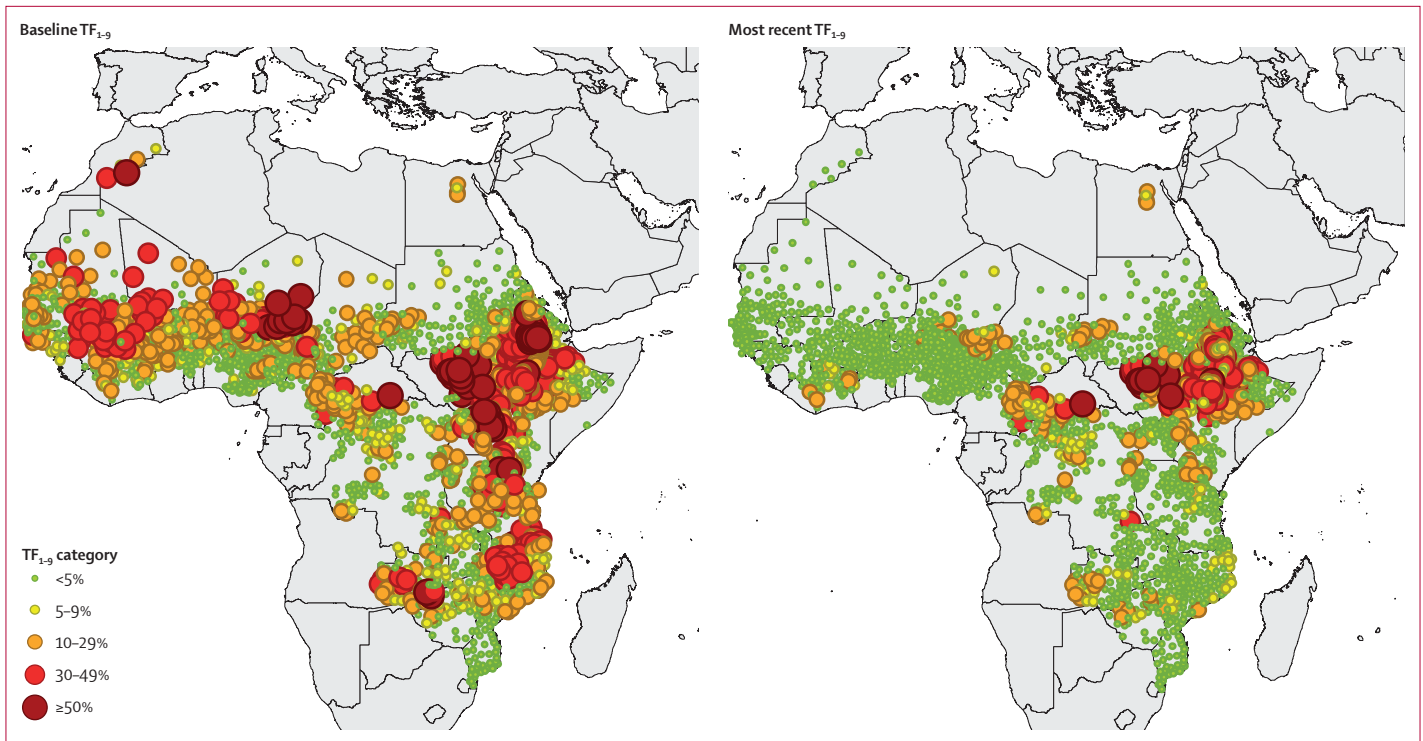 Baseline TF₁₋₉
Most recent TF₁₋₉
TF₁₋₉ category
<5%
5–9%
10–29%
30–49%
≥50%